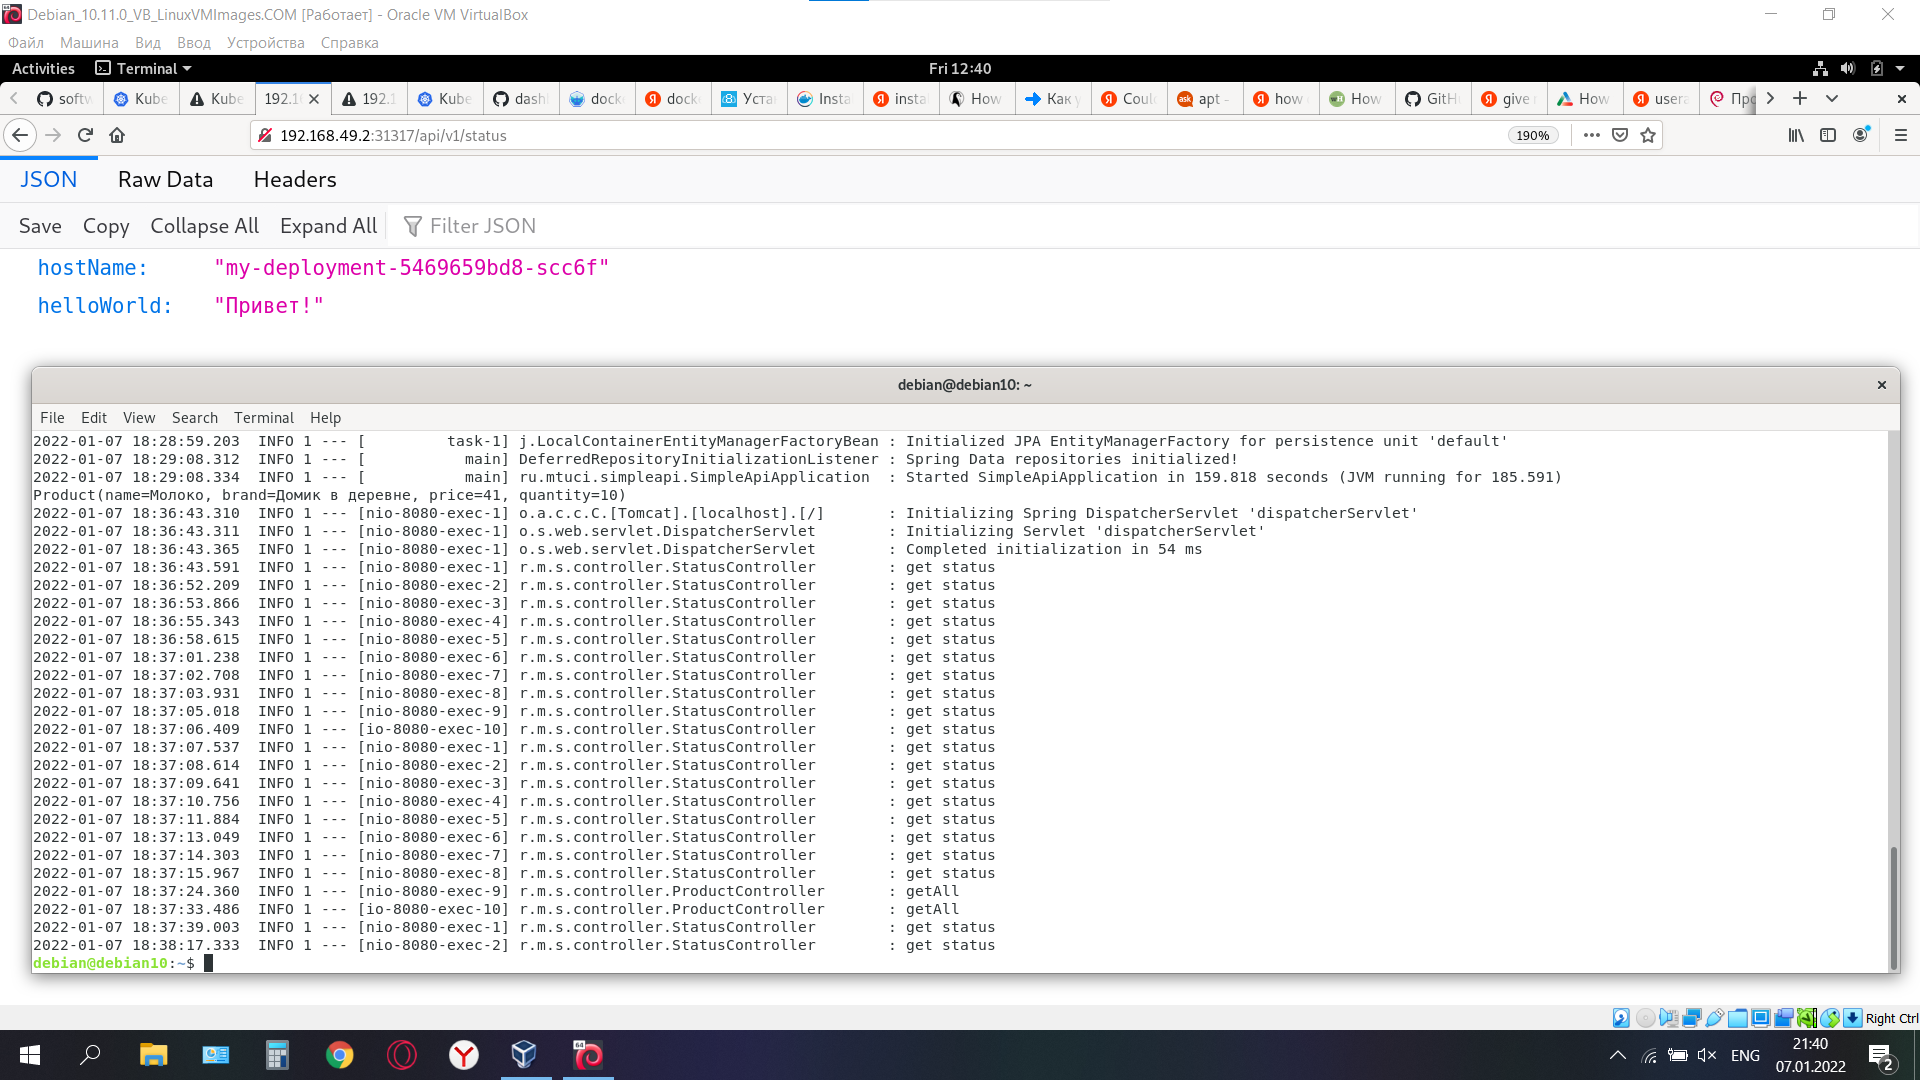 Debian_10.11.0_VB_LinuxVMImages.COM [Работает] - Oracle VM VirtualBox
Файл Машина Вид Ввод Устройства Справка
Activities Terminal Fri 12:40
softw Kube Kube 192.16 192.1 Kube dashl docke docke Уста Insta instal How Как у Coulc apt - how How GitHu give How usera Прс
192.168.49.2:31317/api/v1/status 190%
JSON Raw Data Headers
Save Copy Collapse All Expand All Filter JSON
hostName: "my-deployment-5469659bd8-scc6f"
helloWorld: "Привет!"
debian@debian10: ~
File Edit View Search Terminal Help
2022-01-07 18:28:59.203  INFO 1 --- [         task-1] j.LocalContainerEntityManagerFactoryBean : Initialized JPA EntityManagerFactory for persistence unit 'default'
2022-01-07 18:29:08.312  INFO 1 --- [           main] DeferredRepositoryInitializationListener : Spring Data repositories initialized!
2022-01-07 18:29:08.334  INFO 1 --- [           main] ru.mtuci.simpleapi.SimpleApiApplication  : Started SimpleApiApplication in 159.818 seconds (JVM running for 185.591)
Product(name=Молоко, brand=Домик в деревне, price=41, quantity=10)
2022-01-07 18:36:43.310  INFO 1 --- [nio-8080-exec-1] o.a.c.c.C.[Tomcat].[localhost].[/]       : Initializing Spring DispatcherServlet 'dispatcherServlet'
2022-01-07 18:36:43.311  INFO 1 --- [nio-8080-exec-1] o.s.web.servlet.DispatcherServlet        : Initializing Servlet 'dispatcherServlet'
2022-01-07 18:36:43.365  INFO 1 --- [nio-8080-exec-1] o.s.web.servlet.DispatcherServlet        : Completed initialization in 54 ms
2022-01-07 18:36:43.591  INFO 1 --- [nio-8080-exec-1] r.m.s.controller.StatusController        : get status
2022-01-07 18:36:52.209  INFO 1 --- [nio-8080-exec-2] r.m.s.controller.StatusController        : get status
2022-01-07 18:36:53.866  INFO 1 --- [nio-8080-exec-3] r.m.s.controller.StatusController        : get status
2022-01-07 18:36:55.343  INFO 1 --- [nio-8080-exec-4] r.m.s.controller.StatusController        : get status
2022-01-07 18:36:58.615  INFO 1 --- [nio-8080-exec-5] r.m.s.controller.StatusController        : get status
2022-01-07 18:37:01.238  INFO 1 --- [nio-8080-exec-6] r.m.s.controller.StatusController        : get status
2022-01-07 18:37:02.708  INFO 1 --- [nio-8080-exec-7] r.m.s.controller.StatusController        : get status
2022-01-07 18:37:03.931  INFO 1 --- [nio-8080-exec-8] r.m.s.controller.StatusController        : get status
2022-01-07 18:37:05.018  INFO 1 --- [nio-8080-exec-9] r.m.s.controller.StatusController        : get status
2022-01-07 18:37:06.409  INFO 1 --- [io-8080-exec-10] r.m.s.controller.StatusController        : get status
2022-01-07 18:37:07.537  INFO 1 --- [nio-8080-exec-1] r.m.s.controller.StatusController        : get status
2022-01-07 18:37:08.614  INFO 1 --- [nio-8080-exec-2] r.m.s.controller.StatusController        : get status
2022-01-07 18:37:09.641  INFO 1 --- [nio-8080-exec-3] r.m.s.controller.StatusController        : get status
2022-01-07 18:37:10.756  INFO 1 --- [nio-8080-exec-4] r.m.s.controller.StatusController        : get status
2022-01-07 18:37:11.884  INFO 1 --- [nio-8080-exec-5] r.m.s.controller.StatusController        : get status
2022-01-07 18:37:13.049  INFO 1 --- [nio-8080-exec-6] r.m.s.controller.StatusController        : get status
2022-01-07 18:37:14.303  INFO 1 --- [nio-8080-exec-7] r.m.s.controller.StatusController        : get status
2022-01-07 18:37:15.967  INFO 1 --- [nio-8080-exec-8] r.m.s.controller.StatusController        : get status
2022-01-07 18:37:24.360  INFO 1 --- [nio-8080-exec-9] r.m.s.controller.ProductController       : getAll
2022-01-07 18:37:33.486  INFO 1 --- [io-8080-exec-10] r.m.s.controller.ProductController       : getAll
2022-01-07 18:37:39.003  INFO 1 --- [nio-8080-exec-1] r.m.s.controller.StatusController        : get status
2022-01-07 18:38:17.333  INFO 1 --- [nio-8080-exec-2] r.m.s.controller.StatusController        : get status
debian@debian10:~$
Right Ctrl
ENG 21:40
07.01.2022
2